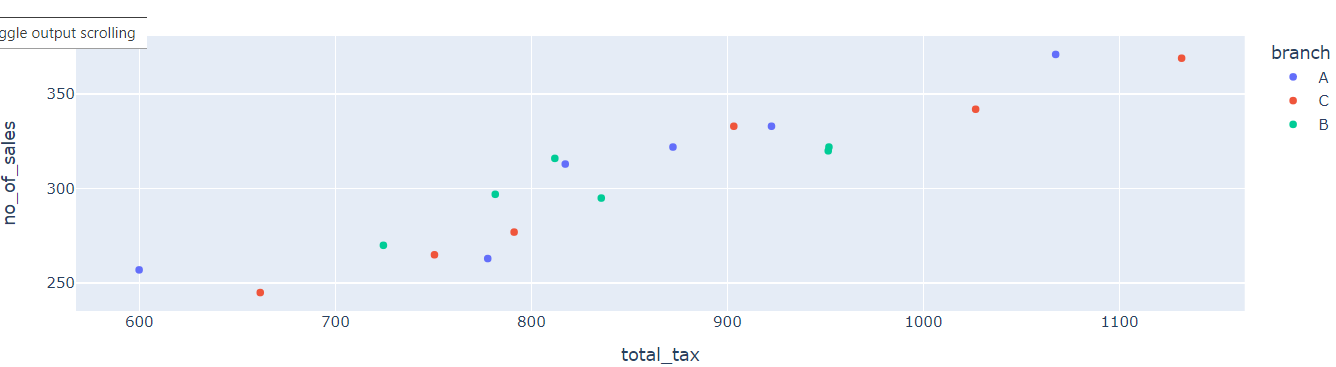 ggle output scrolling
branch
A
C
B
350
300
250
no_of_sales
600 700 800 900 1000 1100
total_tax